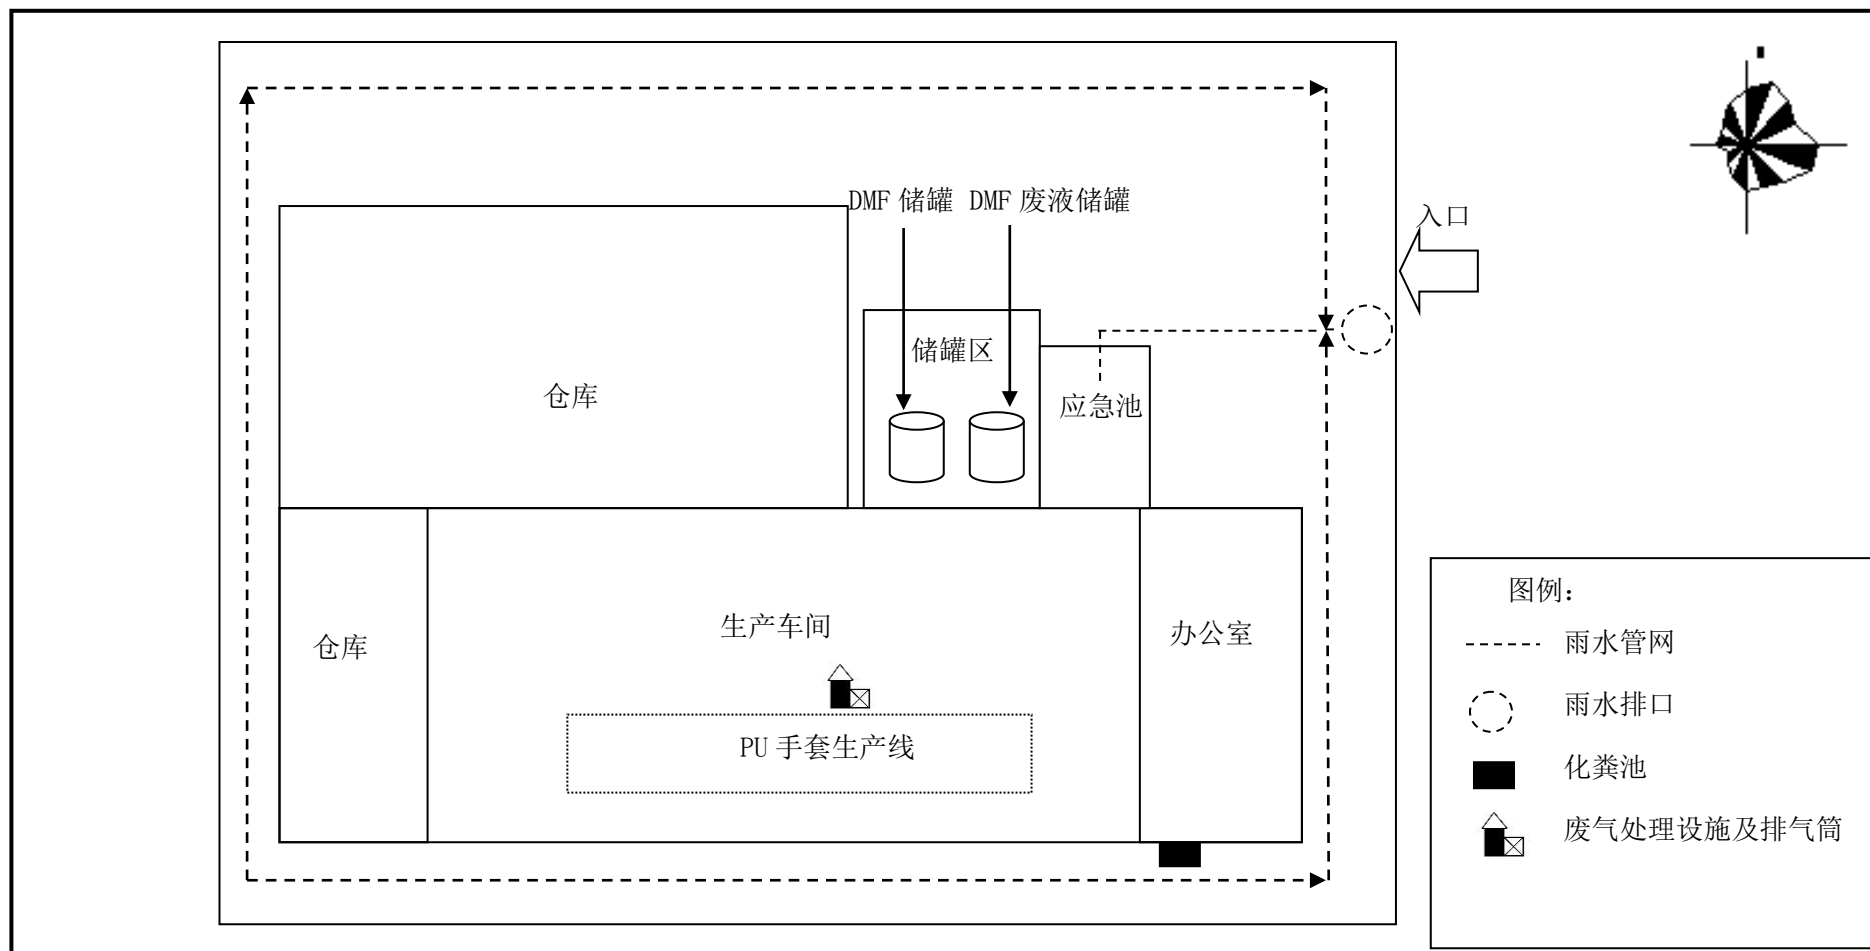 DMF 储罐
DMF 废液储罐
入口
储罐区
仓库
应急池
生产车间
办公室
仓库
PU 手套生产线
图例：
雨水管网
雨水排口
化粪池
废气处理设施及排气筒